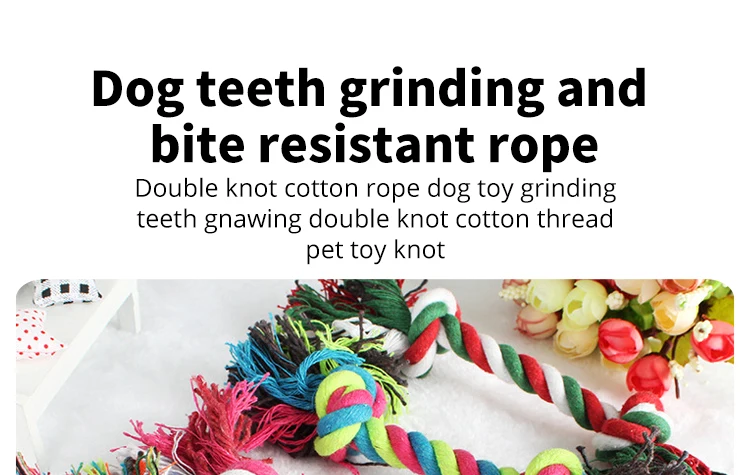 Dog teeth grinding and
bite resistant rope
Double knot cotton rope dog toy grinding
teeth gnawing double knot cotton thread
pet toy knot